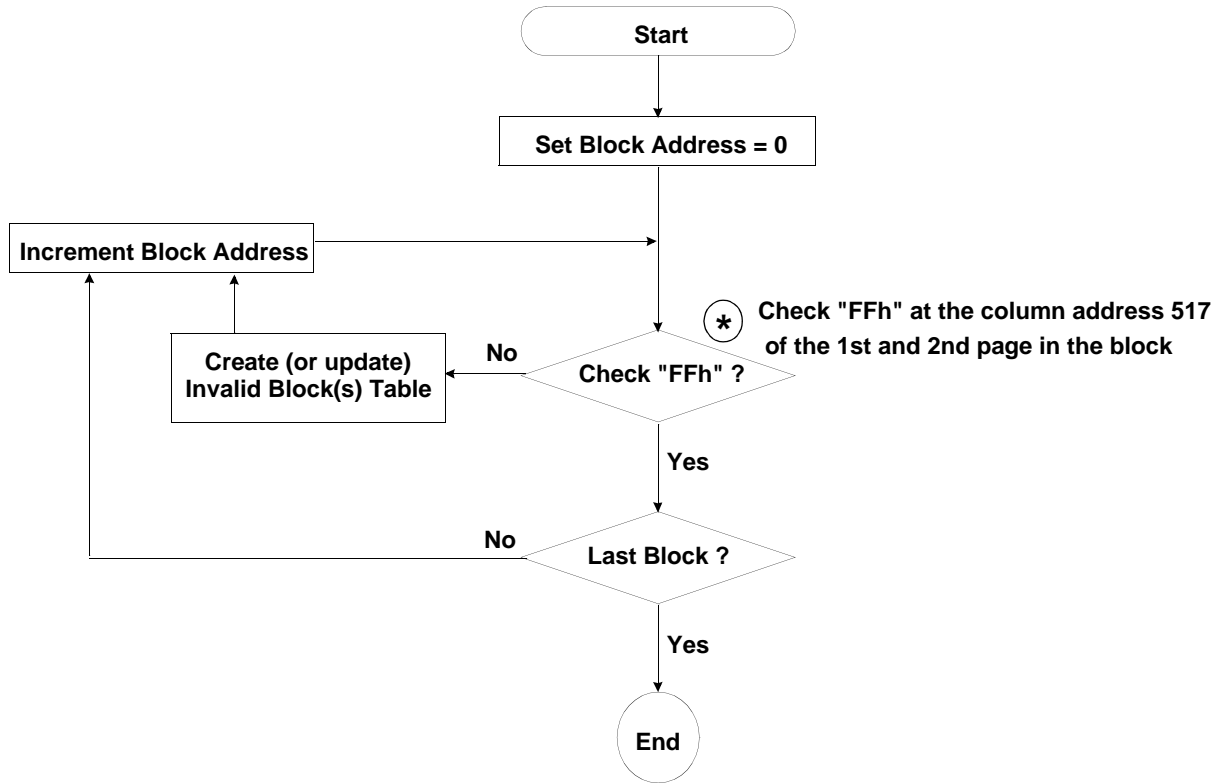 Start
Set Block Address = 0
Increment Block Address
* Check "FFh" at the column address 517
of the 1st and 2nd page in the block
Create (or update)
Invalid Block(s) Table
No
Check "FFh" ?
Yes
No
Last Block ?
Yes
End